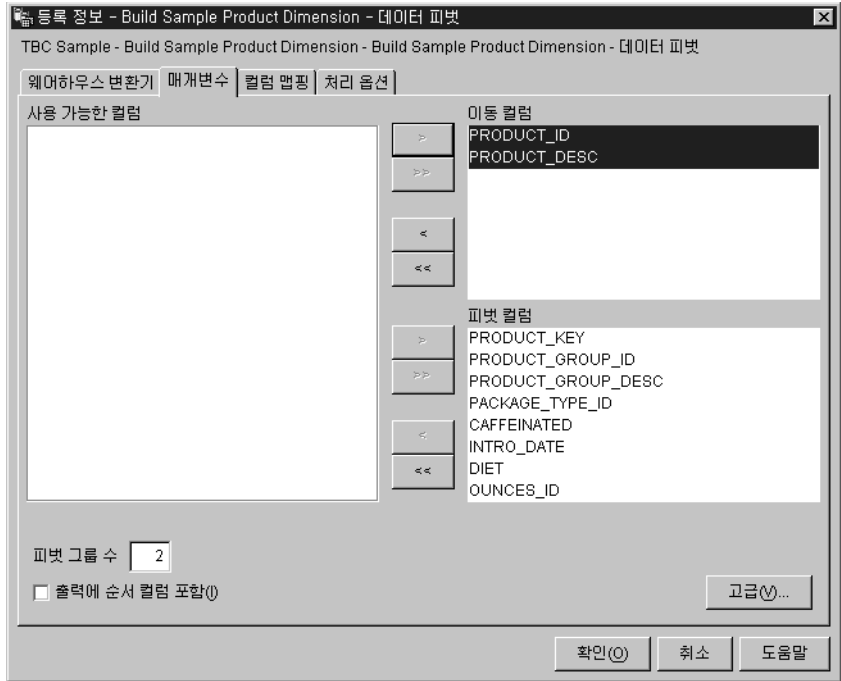 등록 정보 - Build Sample Product Dimension - 데이터 피벗
TBC Sample - Build Sample Product Dimension - Build Sample Product Dimension - 데이터 피벗
웨어하우스 변환기 매개변수 컬럼 맵핑 처리 옵션
사용 가능한 컬럼
>
>>
<
<<
이동 컬럼
PRODUCT_ID
PRODUCT_DESC
>
>>
<
<<
피벗 컬럼
PRODUCT_KEY
PRODUCT_GROUP_ID
PRODUCT_GROUP_DESC
PACKAGE_TYPE_ID
CAFFEINATED
INTRO_DATE
DIET
OUNCES_ID
피벗 그룹 수 2
출력에 순서 컬럼 포함(I)
고급(V)...
확인(O) 취소 도움말